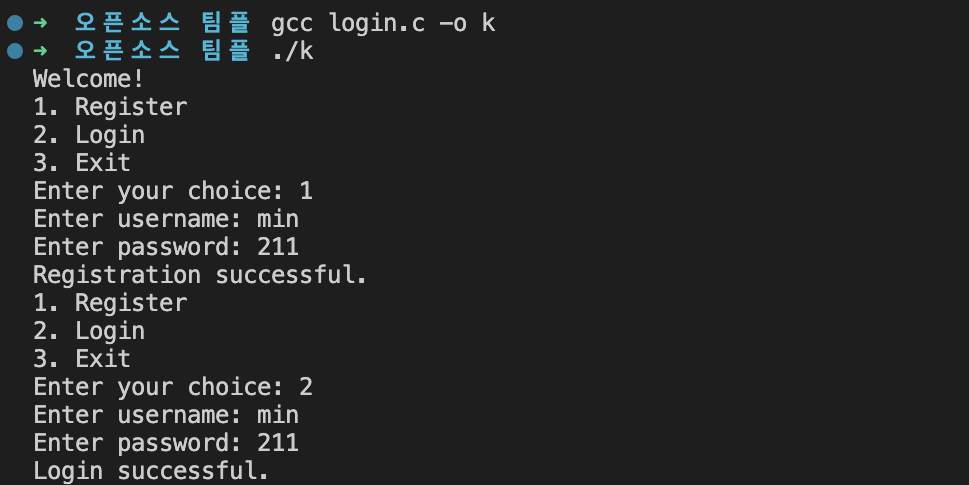 ➜ 오픈소스 팀플 gcc login.c -o k
➜ 오픈소스 팀플 ./k
Welcome!
1. Register
2. Login
3. Exit
Enter your choice: 1
Enter username: min
Enter password: 211
Registration successful.
1. Register
2. Login
3. Exit
Enter your choice: 2
Enter username: min
Enter password: 211
Login successful.